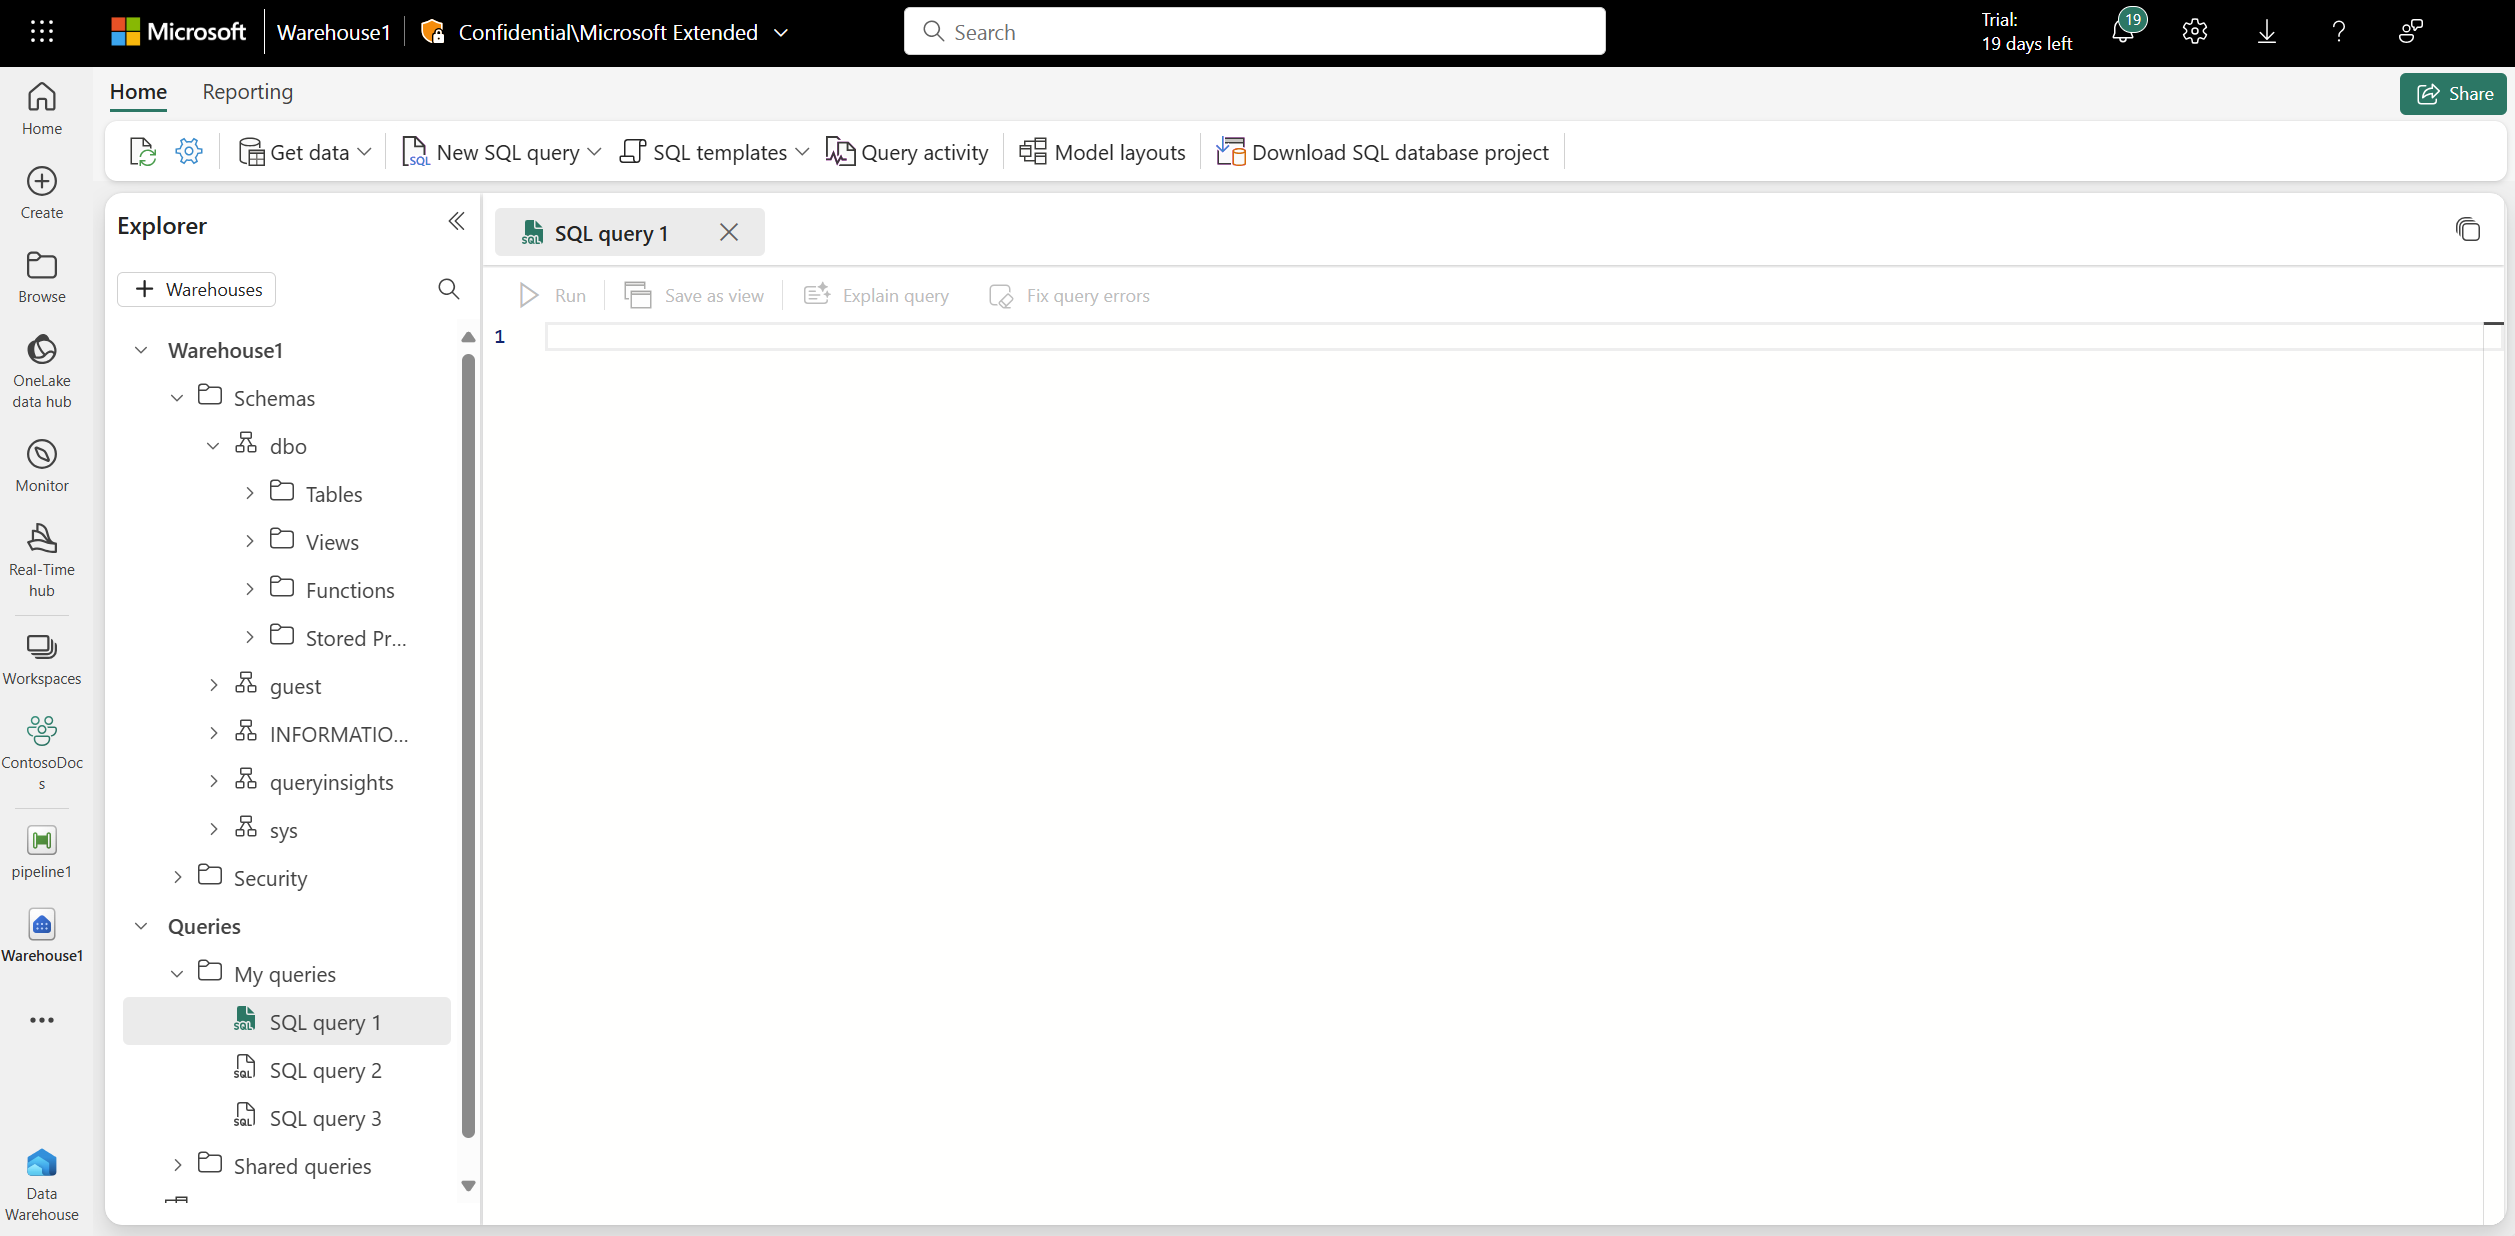 Microsoft
Warehouse1
Confidential\Microsoft Extended
Search
Trial:
19 days left
19
Home
Reporting
Share
Get data
New SQL query
SQL templates
Query activity
Model layouts
Download SQL database project
Home
Create
Browse
OneLake
data hub
Monitor
Real-Time
hub
Workspaces
ContosoDoc
s
pipeline1
Warehouse1
Data
Warehouse
Explorer
Warehouses
Warehouse1
Schemas
dbo
Tables
Views
Functions
Stored Pr...
guest
INFORMATIO...
queryinsights
sys
Security
Queries
My queries
SQL query 1
SQL query 2
SQL query 3
Shared queries
SQL query 1
Run
Save as view
Explain query
Fix query errors
1